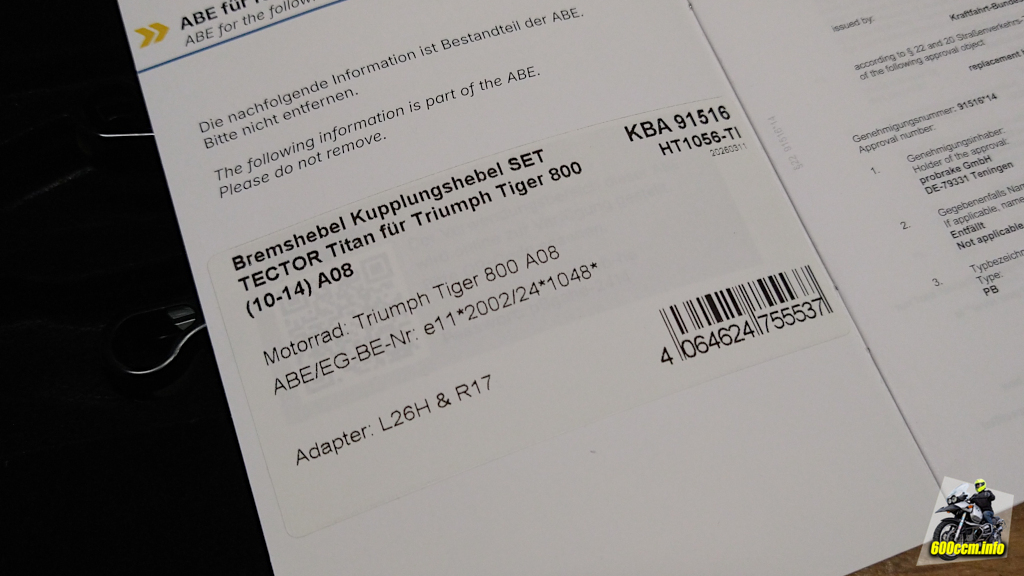 ABE für
ABE for the follow
Die nachfolgende Information ist Bestandteil der ABE.
Bitte nicht entfernen.
The following information is part of the ABE.
Please do not remove.
KBA 91516
HT1056-TI
20260311
Bremshebel Kupplungshebel SET
TECTOR Titan für Triumph Tiger 800
(10-14) A08
Motorrad: Triumph Tiger 800 A08
ABE/EG-BE-Nr: e11*2002/24*1048*
Adapter: L26H & R17
4 064624 755537
issued by:
Kraftfahrt-Bunde
according to § 22 and 20 Straßenverkehrs-
of the following approval object:
replacement
Genehmigungsnummer: 91516*14
Approval number:
1.
Genehmigungsinhaber:
Holder of the approval:
probrake GmbH
DE-79331 Teningen
2.
Gegebenenfalls Nam
If applicable, name
Entfällt
Not applicable
3.
Typbezeichn
Type:
PB
600ccm.info